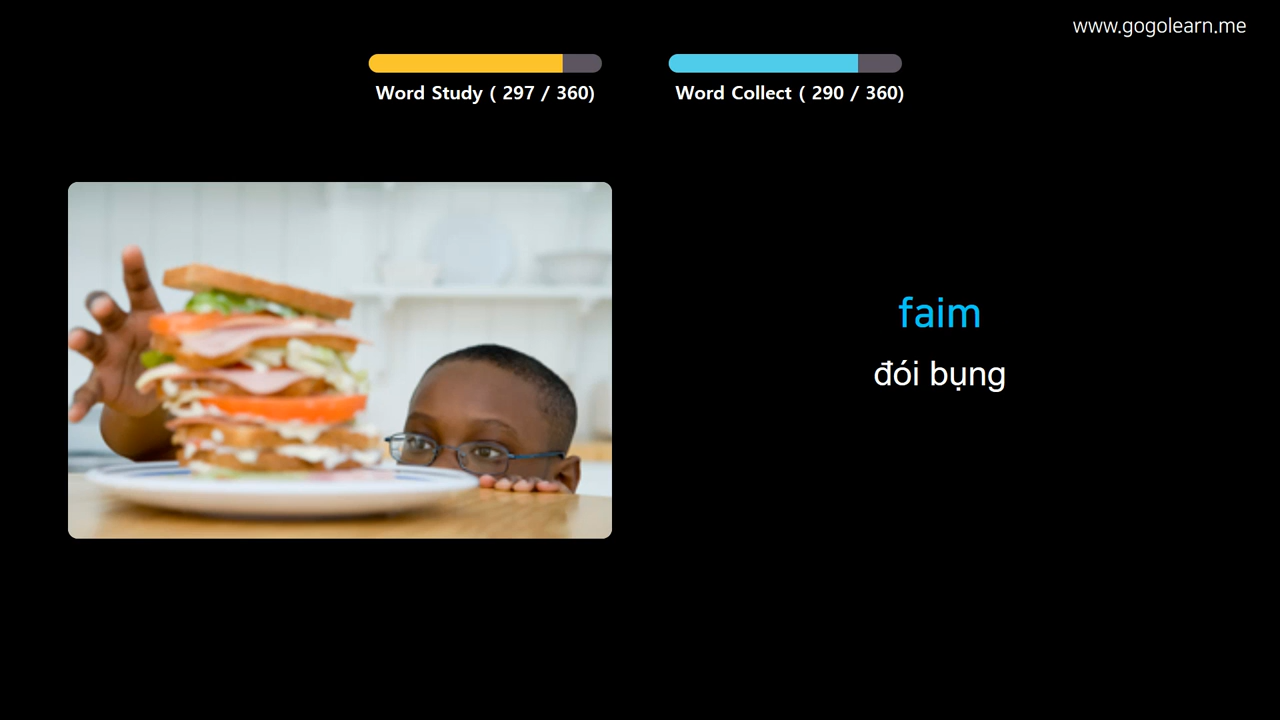 www.gogolearn.me
Word Study ( 297 / 360)
Word Collect ( 290 / 360)
faim
đói bụng